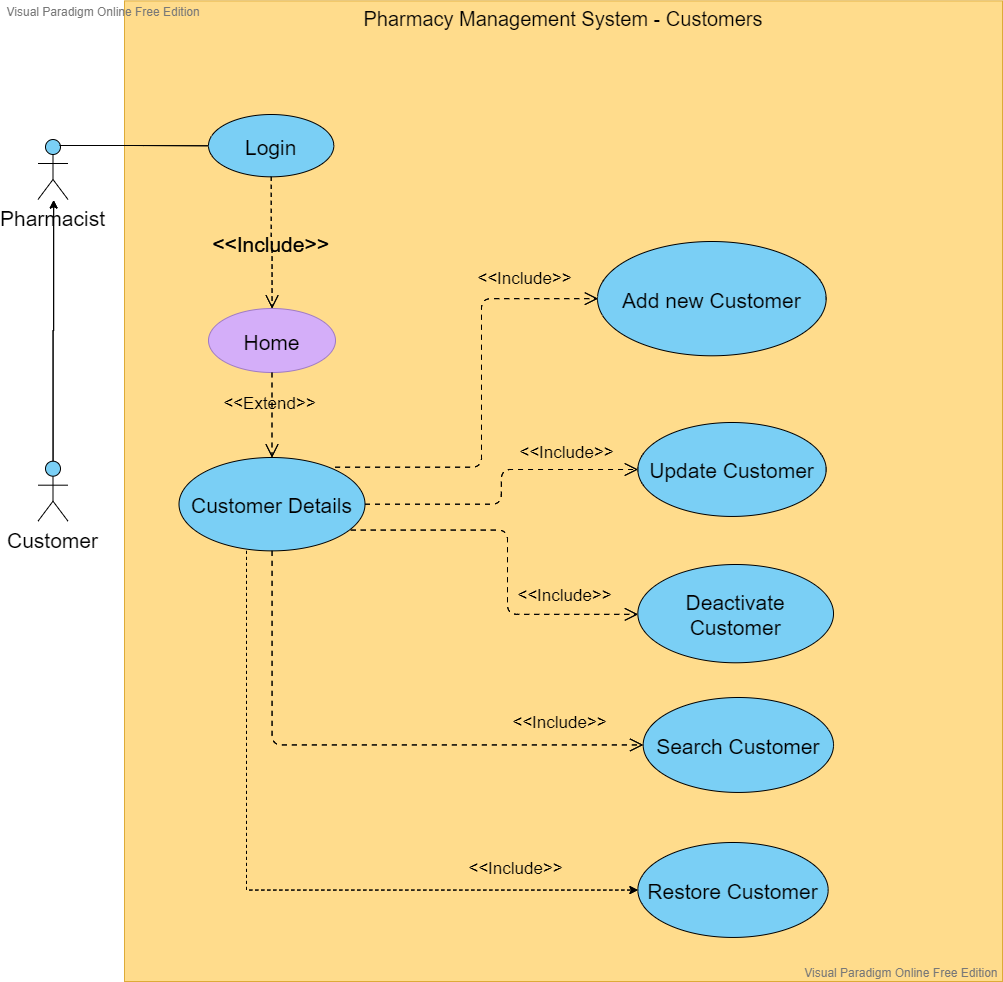 Visual Paradigm Online Free Edition
Pharmacy Management System - Customers
Login
Pharmacist
<<Include>>
<<Include>>
Add new Customer
Home
<<Extend>>
<<Include>>
Update Customer
Customer Details
Customer
<<Include>>
Deactivate
Customer
<<Include>>
Search Customer
<<Include>>
Restore Customer
Visual Paradigm Online Free Edition